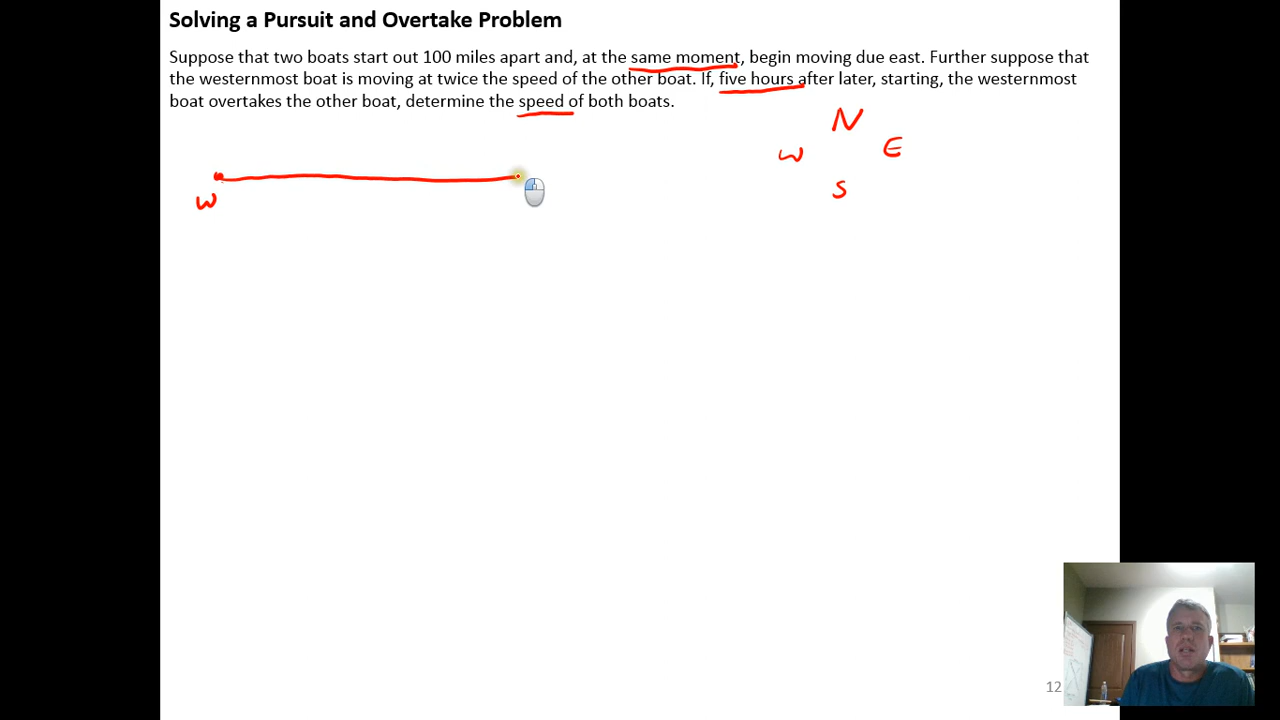 Solving a Pursuit and Overtake Problem
Suppose that two boats start out 100 miles apart and, at the same moment, begin moving due east. Further suppose that
the westernmost boat is moving at twice the speed of the other boat. If, five hours after later, starting, the westernmost
boat overtakes the other boat, determine the speed of both boats.
N
W E
S
W
12